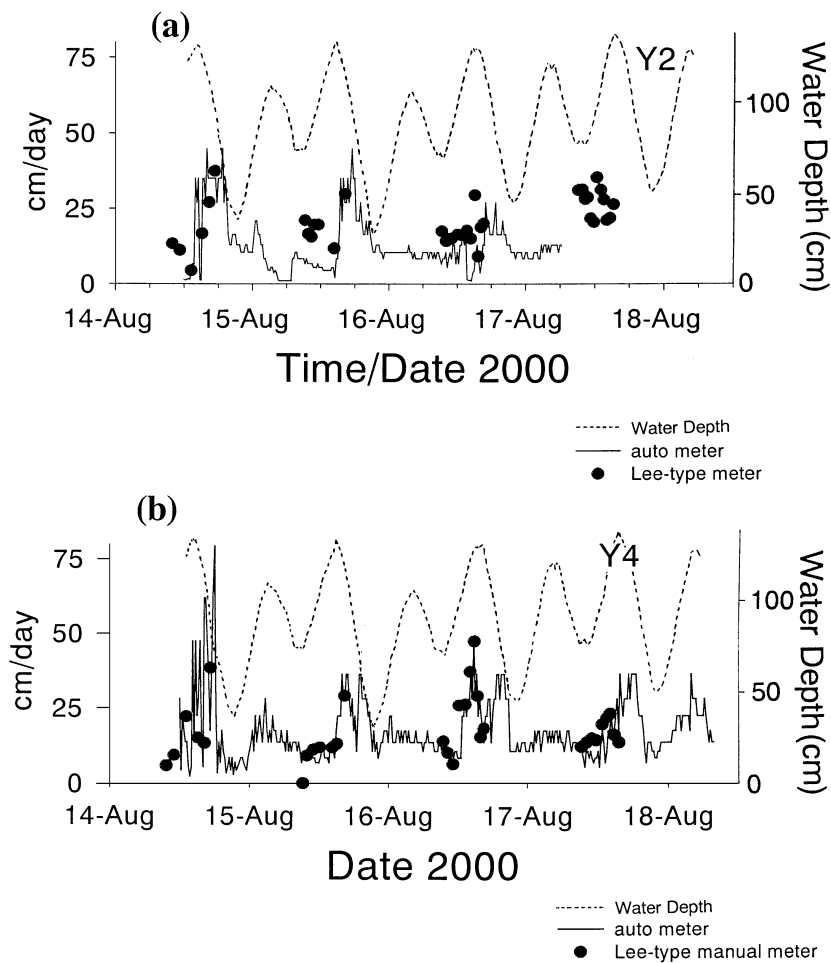 (a)
Y2
75
50
25
0
cm/day
100
50
0
Water Depth (cm)
14-Aug 15-Aug 16-Aug 17-Aug 18-Aug
Time/Date 2000
Water Depth
auto meter
Lee-type meter
(b)
Y4
75
50
25
0
cm/day
100
50
0
Water Depth (cm)
14-Aug 15-Aug 16-Aug 17-Aug 18-Aug
Date 2000
Water Depth
auto meter
Lee-type manual meter